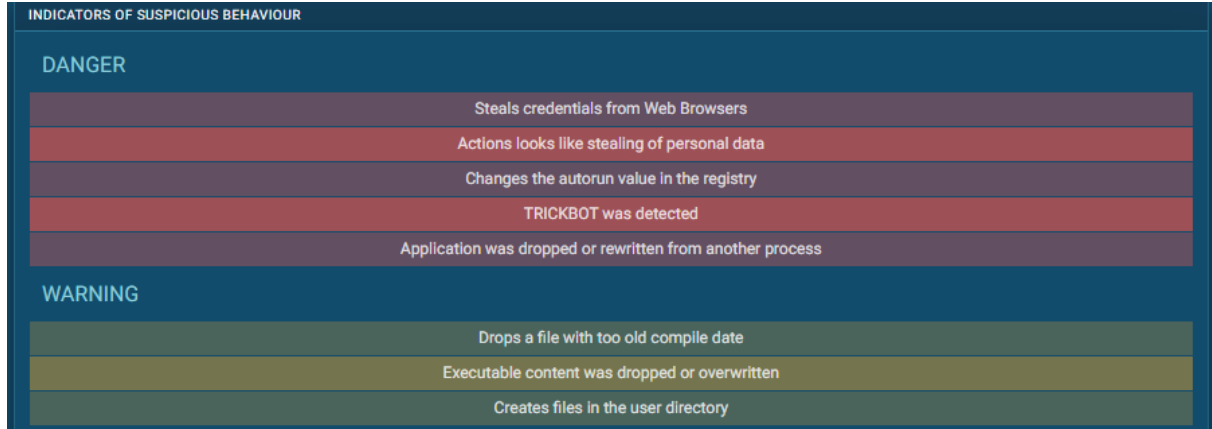 INDICATORS OF SUSPICIOUS BEHAVIOUR
DANGER
Steals credentials from Web Browsers
Actions looks like stealing of personal data
Changes the autorun value in the registry
TRICKBOT was detected
Application was dropped or rewritten from another process
WARNING
Drops a file with too old compile date
Executable content was dropped or overwritten
Creates files in the user directory